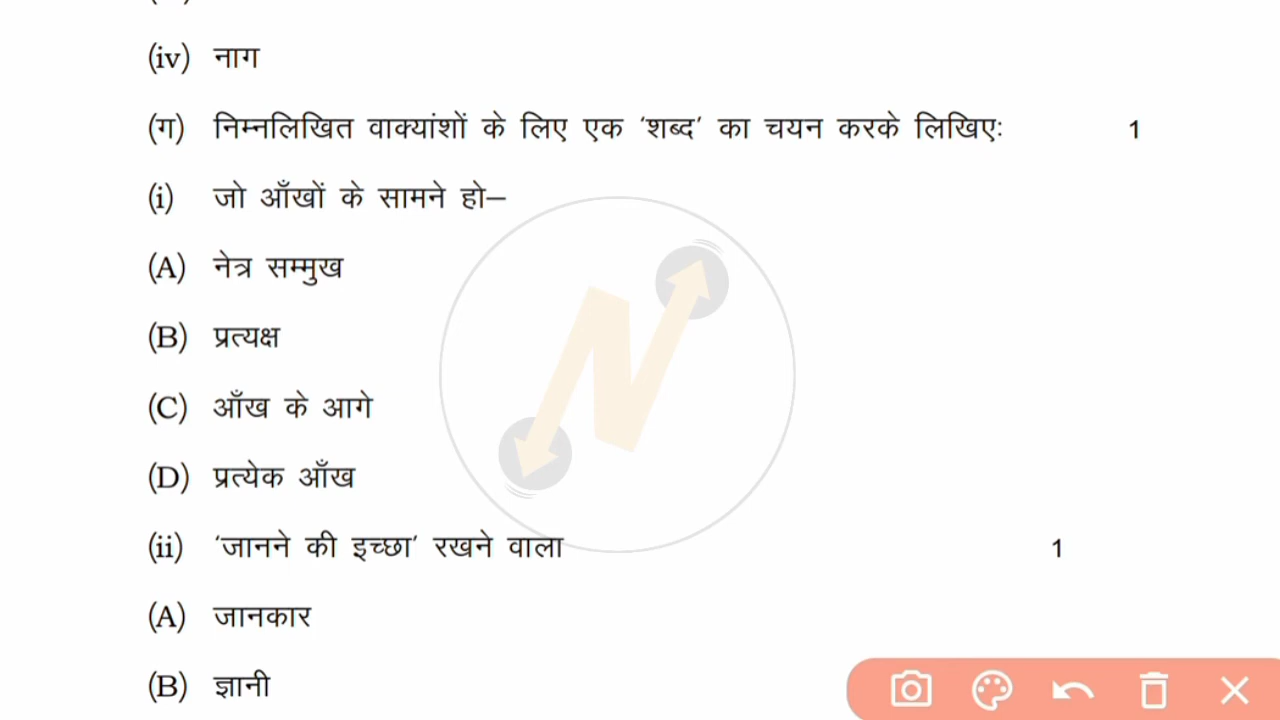 (iv) नाग
(ग) निम्नलिखित वाक्यांशों के लिए एक ‘शब्द’ का चयन करके लिखिएः 1
(i) जो आँखों के सामने हो–
(A) नेत्र सम्मुख
(B) प्रत्यक्ष
(C) आँख के आगे
(D) प्रत्येक आँख
(ii) ‘जानने की इच्छा’ रखने वाला 1
(A) जानकार
(B) ज्ञानी